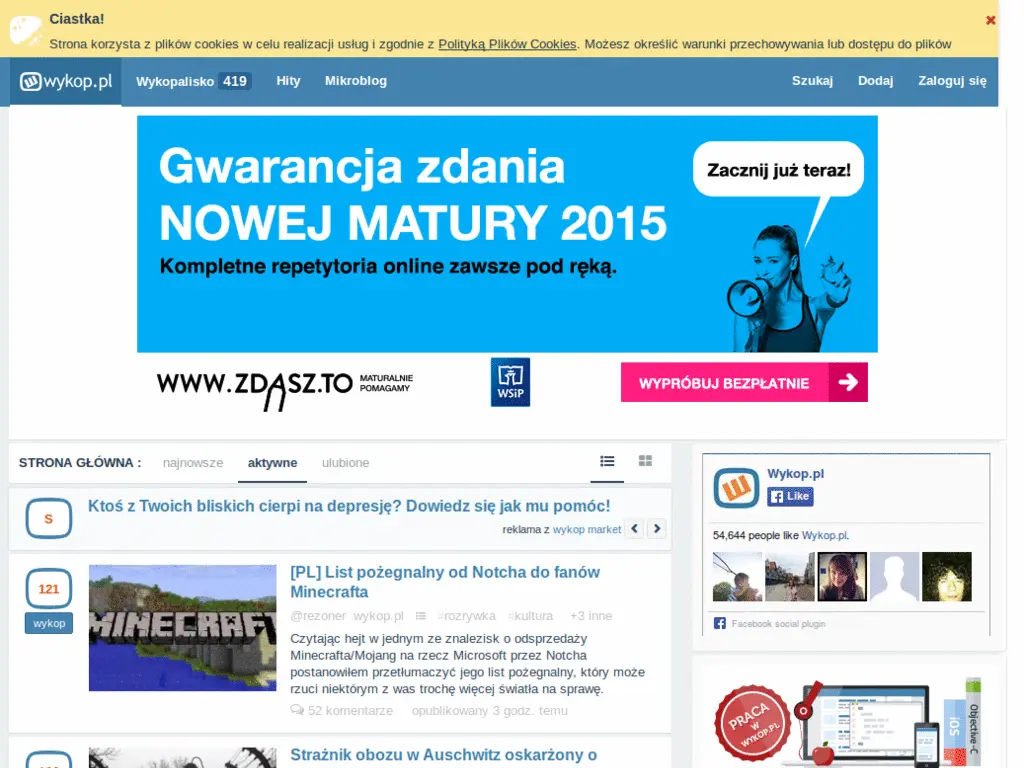 Ciastka!
Strona korzysta z plików cookies w celu realizacji usług i zgodnie z Polityką Plików Cookies. Możesz określić warunki przechowywania lub dostępu do plików
wykop.pl Wykopalisko 419 Hity Mikroblog Szukaj Dodaj Zaloguj się
Gwarancja zdania
NOWEJ MATURY 2015
Kompletne repetytoria online zawsze pod ręką.
Zacznij już teraz!
WWW.ZDASZ.TO MATURALNIE
POMAGAMY
WSiP
WYPRÓBUJ BEZPŁATNIE
STRONA GŁÓWNA : najnowsze aktywne ulubione
S
Ktoś z Twoich bliskich cierpi na depresję? Dowiedz się jak mu pomóc!
reklama z wykop market
121
wykop
MINECRAFT
[PL] List pożegnalny od Notcha do fanów
Minecrafta
@rezoner wykop.pl #rozrywka #kultura +3 inne
Czytając hejt w jednym ze znalezisk o odsprzedaży
Minecrafta/Mojang na rzecz Microsoft przez Notcha
postanowiłem przetłumaczyć jego list pożegnalny, który może
rzuci niektórym z was trochę więcej światła na sprawę.
52 komentarze opublikowany 3 godz. temu
Strażnik obozu w Auschwitz oskarżony o
Wykop.pl
Like
54,644 people like Wykop.pl.
Facebook social plugin
PRACA
W
WYKOP.PL
iOS
Objective-C